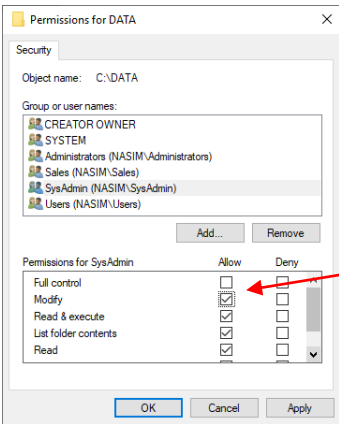 Permissions for DATA
Security
Object name: C:\DATA
Group or user names:
CREATOR OWNER
SYSTEM
Administrators (NASIM\Administrators)
Sales (NASIM\Sales)
SysAdmin (NASIM\SysAdmin)
Users (NASIM\Users)
Add... Remove
Permissions for SysAdmin Allow Deny
Full control
Modify
Read & execute
List folder contents
Read
OK Cancel Apply